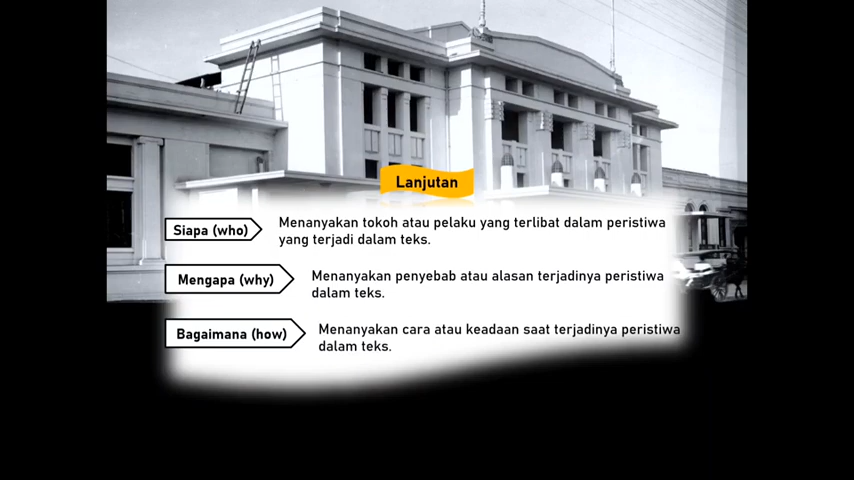 Lanjutan
Siapa (who)
Menanyakan tokoh atau pelaku yang terlibat dalam peristiwa
yang terjadi dalam teks.
Mengapa (why)
Menanyakan penyebab atau alasan terjadinya peristiwa
dalam teks.
Bagaimana (how)
Menanyakan cara atau keadaan saat terjadinya peristiwa
dalam teks.